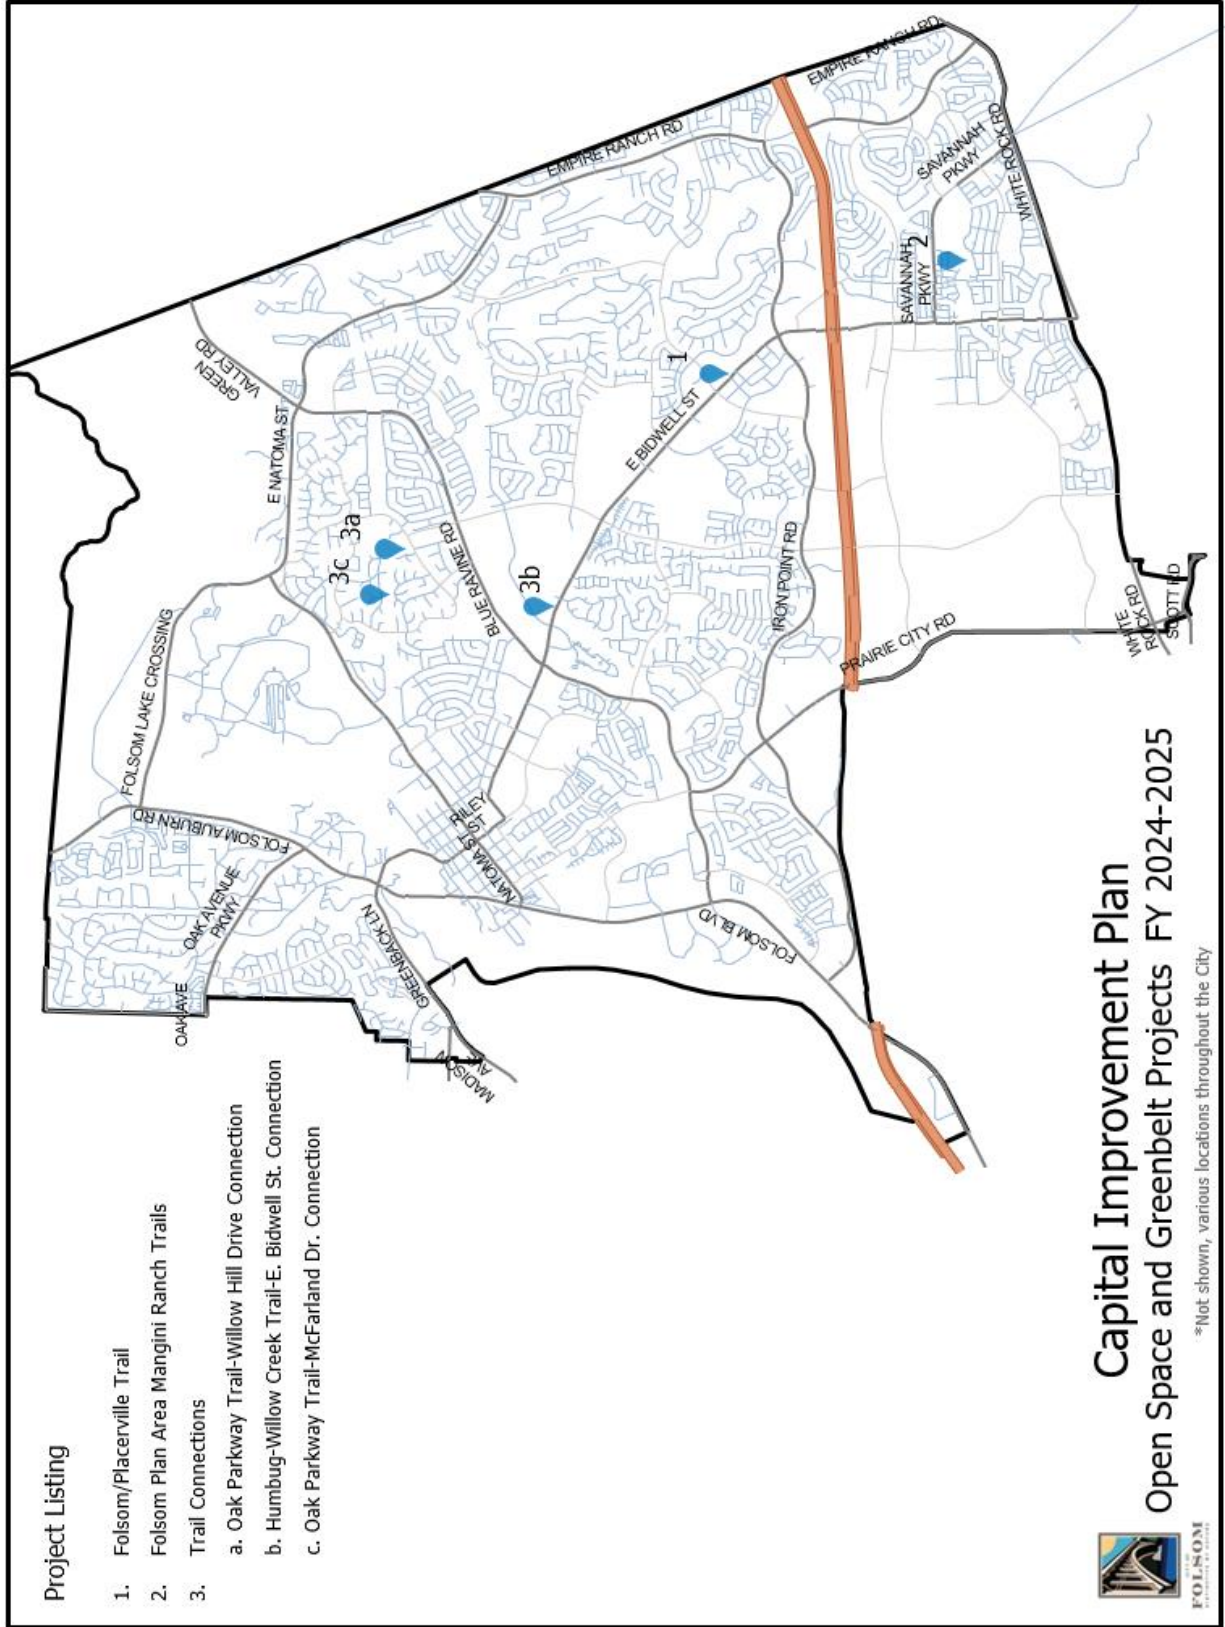 Project Listing
1. Folsom/Placerville Trail
2. Folsom Plan Area Mangini Ranch Trails
3. Trail Connections
a. Oak Parkway Trail-Willow Hill Drive Connection
b. Humbug-Willow Creek Trail-E. Bidwell St. Connection
c. Oak Parkway Trail-McFarland Dr. Connection
OAK AVE
OAK AVENUE
PKWY
FOLSOM AUBURN RD
FOLSOM LAKE CROSSING
GREEN
VALLEY RD
E NATOMA ST
3c
3a
MADISON
AVE
GREENBACK LN
RILEY
ST
NATOMA ST
BLUE RAVINE RD
3b
E BIDWELL ST
1
EMPIRE RANCH RD
FOLSOM BLVD
IRON POINT RD
PRAIRIE CITY RD
EMPIRE RANCH RD
SAVANNAH
PKWY
2
SAVANNAH
PKWY
WHITE ROCK RD
WHITE
ROCK RD
SCOTT RD
Capital Improvement Plan
Open Space and Greenbelt Projects FY 2024-2025
*Not shown, various locations throughout the City
CITY OF
FOLSOM